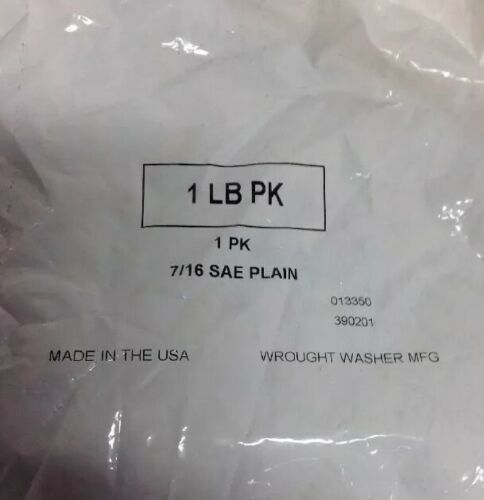 1 LB PK
1 PK
7/16 SAE PLAIN
013350
390201
MADE IN THE USA
WROUGHT WASHER MFG